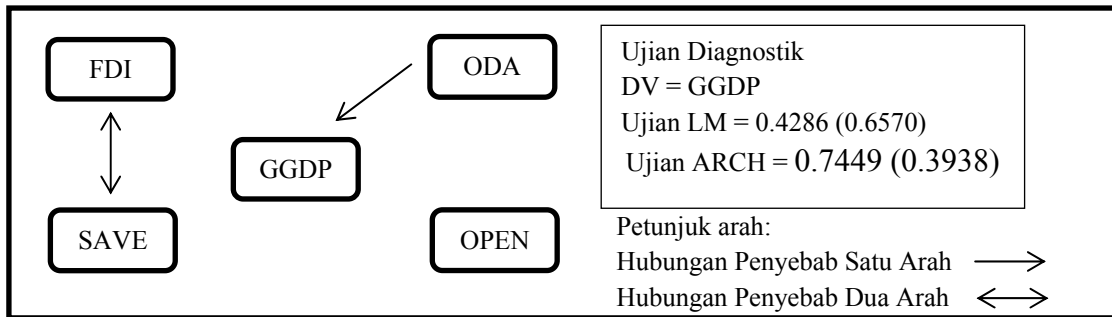 FDI
ODA
GGDP
SAVE
OPEN
Ujian Diagnostik
DV = GGDP
Ujian LM = 0.4286 (0.6570)
Ujian ARCH = 0.7449 (0.3938)
Petunjuk arah:
Hubungan Penyebab Satu Arah
Hubungan Penyebab Dua Arah